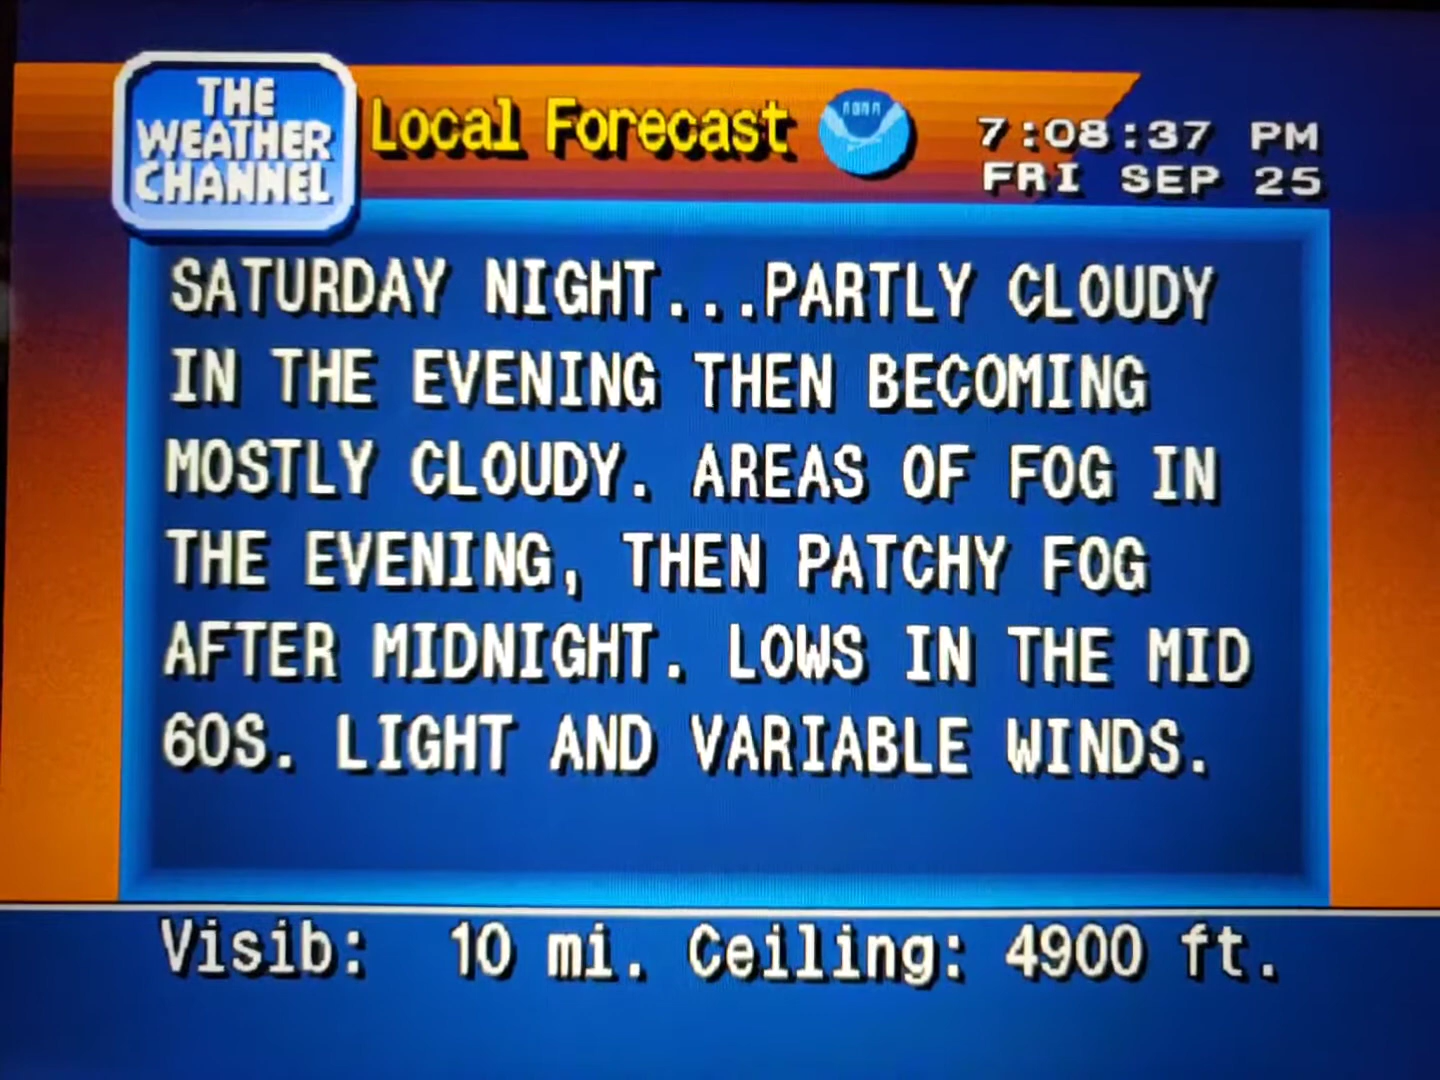 THE
WEATHER
CHANNEL
Local Forecast
NOAA
7:08:37 PM
FRI SEP 25
SATURDAY NIGHT...PARTLY CLOUDY
IN THE EVENING THEN BECOMING
MOSTLY CLOUDY. AREAS OF FOG IN
THE EVENING, THEN PATCHY FOG
AFTER MIDNIGHT. LOWS IN THE MID
60S. LIGHT AND VARIABLE WINDS.
Visib: 10 mi. Ceiling: 4900 ft.